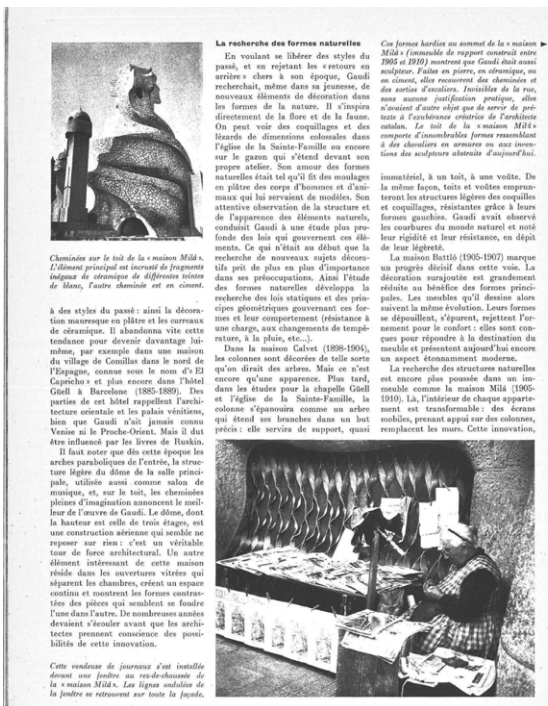 Cheminées sur le toit de la « maison Milá ».
L'élément principal est incrusté de fragments
inégaux de céramique de différentes teintes
de blanc, l'autre cheminée est en ciment.
à des styles du passé : ainsi la décora-
tion mauresque en plâtre et les carreaux
de céramique. Il abandonna vite cette
tendance pour devenir davantage lui-
même, par exemple dans une maison
du village de Comillas dans le nord de
l'Espagne, connue sous le nom d'« El
Capricho » et plus encore dans l'hôtel
Güell à Barcelone (1885-1889). Des
parties de cet hôtel rappellent l'archi-
tecture orientale et les palais vénitiens,
bien que Gaudi n'ait jamais connu
Venise ni le Proche-Orient. Mais il dut
être influencé par les livres de Ruskin.
Il faut noter que dès cette époque les
arches paraboliques de l'entrée, la struc-
ture légère du dôme de la salle princi-
pale, utilisée aussi comme salon de
musique, et, sur le toit, les cheminées
pleines d'imagination annoncent le meil-
leur de l'œuvre de Gaudi. Le dôme, dont
la hauteur est celle de trois étages, est
une construction aérienne qui semble ne
reposer sur rien : c'est un véritable
tour de force architectural. Un autre
élément intéressant de cette maison
réside dans les ouvertures vitrées qui
séparent les chambres, créent un espace
continu et montrent les formes contras-
tées des pièces qui semblent se fondre
l'une dans l'autre. De nombreuses années
devaient s'écouler avant que les archi-
tectes prennent conscience des possi-
bilités de cette innovation.
Cette vendeuse de journaux s'est installée
devant une fenêtre au rez-de-chaussée de
la « maison Milá ». Les lignes ondulées de
la fenêtre se retrouvent sur toute la façade.
La recherche des formes naturelles
En voulant se libérer des styles du
passé, et en rejetant les « retours en
arrière » chers à son époque, Gaudi
recherchait, même dans sa jeunesse, de
nouveaux éléments de décoration dans
les formes de la nature. Il s'inspira
directement de la flore et de la faune.
On peut voir des coquillages et des
lézards de dimensions colossales dans
l'église de la Sainte-Famille ou encore
sur le gazon qui s'étend devant son
propre atelier. Son amour des formes
naturelles était tel qu'il fit des moulages
en plâtre des corps d'hommes et d'ani-
maux qui lui servaient de modèles. Son
attentive observation de la structure et
de l'apparence des éléments naturels,
conduisit Gaudi à une étude plus pro-
fonde des lois qui gouvernent ces élé-
ments. Ce qui n'était au début que la
recherche de nouveaux sujets décora-
tifs prit de plus en plus d'importance
dans ses préoccupations. Ainsi l'étude
des formes naturelles développa la
recherche des lois statiques et des prin-
cipes géométriques gouvernant ces for-
mes et leur comportement (résistance à
une charge, aux changements de tempé-
rature, à la pluie, etc...).
Dans la maison Calvet (1898-1904),
les colonnes sont décorées de telle sorte
qu'on dirait des arbres. Mais ce n'est
encore qu'une apparence. Plus tard,
dans les études pour la chapelle Güell
et l'église de la Sainte-Famille, la
colonne s'épanouira comme un arbre
qui étend ses branches dans un but
précis : elle servira de support, quasi
Ces formes hardies au sommet de la « maison
Milá » (immeuble de rapport construit entre
1905 et 1910) montrent que Gaudi était aussi
sculpteur. Faites en pierre, en céramique, ou
en ciment, elles recouvrent des cheminées et
des sorties d'escaliers. Invisibles de la rue,
sans aucune justification pratique, elles
n'avaient d'autre objet que de servir de pré-
texte à l'exubérance créatrice de l'architecte
catalan. Le toit de la « maison Milá »
comporte d'innombrables formes ressemblant
à des chevaliers en armures ou aux inven-
tions des sculpteurs abstraits d'aujourd'hui.
immatériel, à un toit, à une voûte. De
la même façon, toits et voûtes emprun-
teront les structures légères des coquilles
et coquillages, résistantes grâce à leurs
formes gauchies. Gaudi avait observé
les courbures du monde naturel et noté
leur rigidité et leur résistance, en dépit
de leur légèreté.
La maison Battló (1905-1907) marque
un progrès décisif dans cette voie. La
décoration surajoutée est grandement
réduite au bénéfice des formes princi-
pales. Les meubles qu'il dessine alors
suivent la même évolution. Leurs formes
se dépouillent, s'épurent, rejettent l'or-
nement pour le confort : elles sont con-
çues pour répondre à la destination du
meuble et présentent aujourd'hui encore
un aspect étonnamment moderne.
La recherche des structures naturelles
est encore plus poussée dans un im-
meuble comme la maison Milá (1905-
1910). Là, l'intérieur de chaque apparte-
ment est transformable : des écrans
mobiles, prenant appui sur des colonnes,
remplacent les murs. Cette innovation,